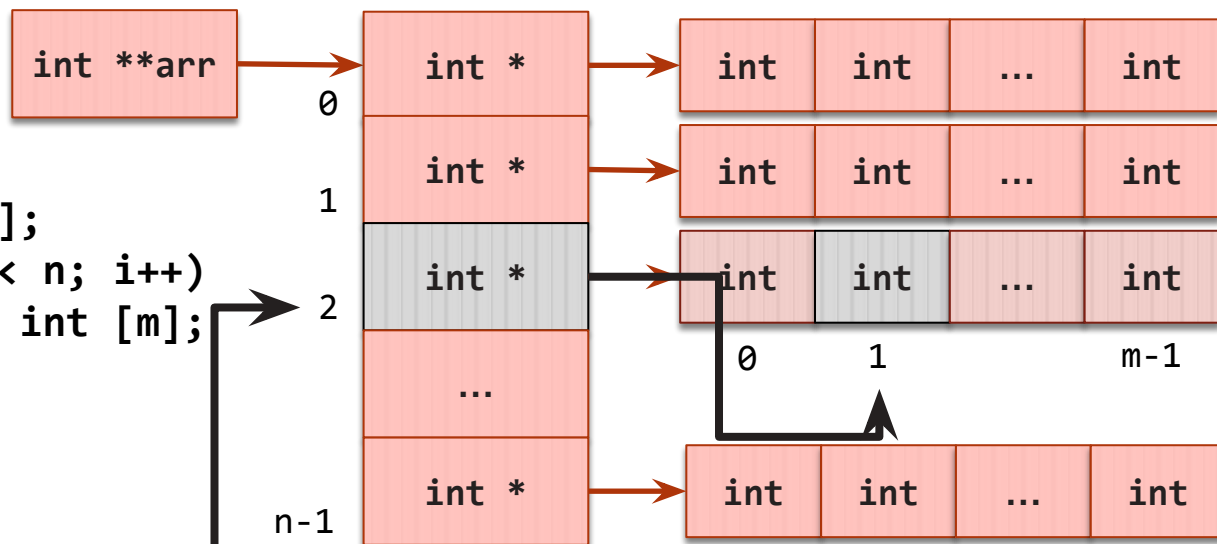 int **arr int * int int ... int
0
int * int int ... int
1
];
< n; i++) int * int int ... int
2
int [m];
0 1 m-1
...
int * int int ... int
n-1